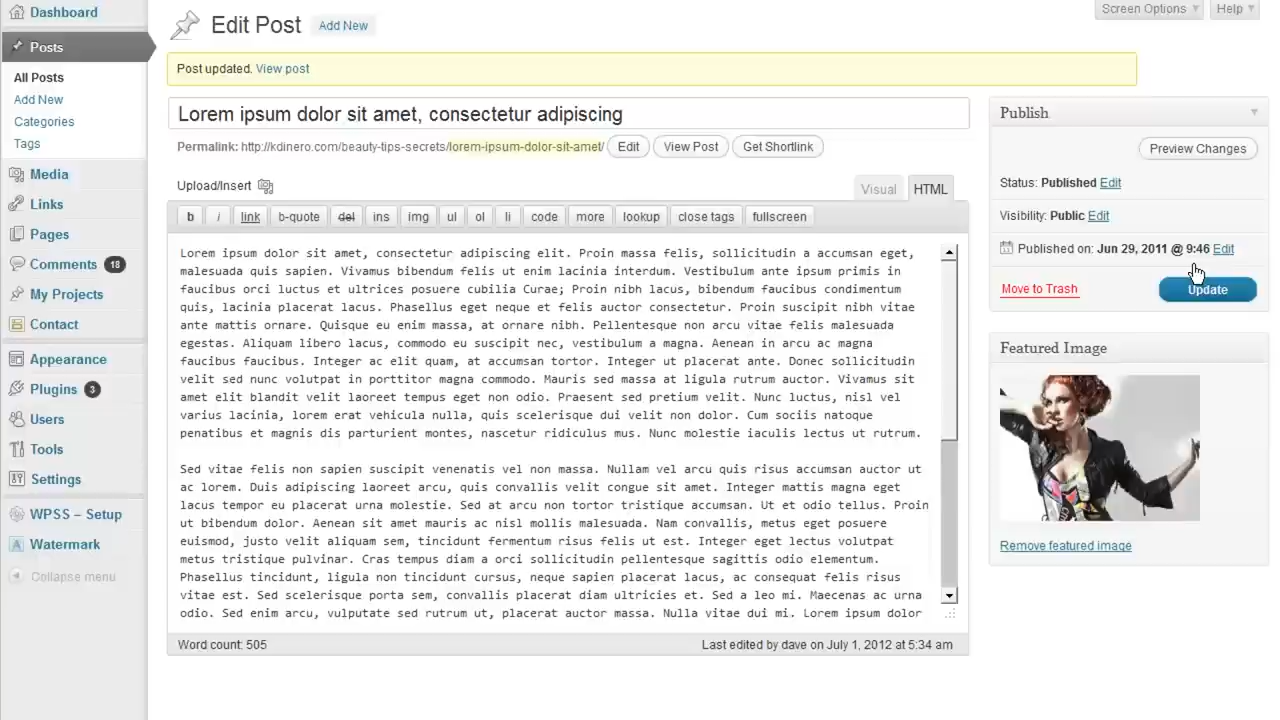 Dashboard
Posts
All Posts
Add New
Categories
Tags
Media
Links
Pages
Comments 18
My Projects
Contact
Appearance
Plugins 3
Users
Tools
Settings
WPSS – Setup
Watermark
Collapse menu
Screen Options
Help
Edit Post
Add New
Post updated. View post
Lorem ipsum dolor sit amet, consectetur adipiscing
Permalink: http://kdinero.com/beauty-tips-secrets/lorem-ipsum-dolor-sit-amet/ Edit View Post Get Shortlink
Upload/Insert
Visual HTML
b i link b-quote del ins img ul ol li code more lookup close tags fullscreen
Lorem ipsum dolor sit amet, consectetur adipiscing elit. Proin massa felis, sollicitudin a accumsan eget,
malesuada quis sapien. Vivamus bibendum felis ut enim lacinia interdum. Vestibulum ante ipsum primis in
faucibus orci luctus et ultrices posuere cubilia Curae; Proin nibh lacus, bibendum faucibus condimentum
quis, lacinia placerat lacus. Phasellus eget neque et felis auctor consectetur. Proin suscipit nibh vitae
ante mattis ornare. Quisque eu enim massa, at ornare nibh. Pellentesque non arcu vitae felis malesuada
egestas. Aliquam libero lacus, commodo eu suscipit nec, vestibulum a magna. Aenean in arcu ac magna
faucibus faucibus. Integer ac elit quam, at accumsan tortor. Integer ut placerat ante. Donec sollicitudin
velit sed nunc volutpat in porttitor magna commodo. Mauris sed massa at ligula rutrum auctor. Vivamus sit
amet elit blandit velit laoreet tempus eget non odio. Praesent sed pretium velit. Nunc luctus, nisl vel
varius lacinia, lorem erat vehicula nulla, quis scelerisque dui velit non dolor. Cum sociis natoque
penatibus et magnis dis parturient montes, nascetur ridiculus mus. Nunc molestie iaculis lectus ut rutrum.
Sed vitae felis non sapien suscipit venenatis vel non massa. Nullam vel arcu quis risus accumsan auctor ut
ac lorem. Duis adipiscing laoreet arcu, quis convallis velit congue sit amet. Integer mattis magna eget
lacus tempor eu placerat urna molestie. Sed at arcu non tortor tristique accumsan. Ut et odio tellus. Proin
ut bibendum dolor. Aenean sit amet mauris ac nisl mollis malesuada. Nam convallis, metus eget posuere
euismod, justo velit aliquam sem, tincidunt fermentum risus felis ut est. Integer eget lectus volutpat
metus tristique pulvinar. Cras tempus diam a orci sollicitudin pellentesque sagittis odio elementum.
Phasellus tincidunt, ligula non tincidunt cursus, neque sapien placerat lacus, ac consequat felis risus
vitae est. Sed scelerisque porta sem, convallis placerat diam ultricies et. Sed a leo mi. Maecenas ac urna
odio. Sed enim arcu, vulputate sed rutrum ut, placerat auctor massa. Nulla vitae dui mi. Lorem ipsum dolor
Word count: 505
Last edited by dave on July 1, 2012 at 5:34 am
Publish
Preview Changes
Status: Published Edit
Visibility: Public Edit
Published on: Jun 29, 2011 @ 9:46 Edit
Move to Trash
Update
Featured Image
Remove featured image